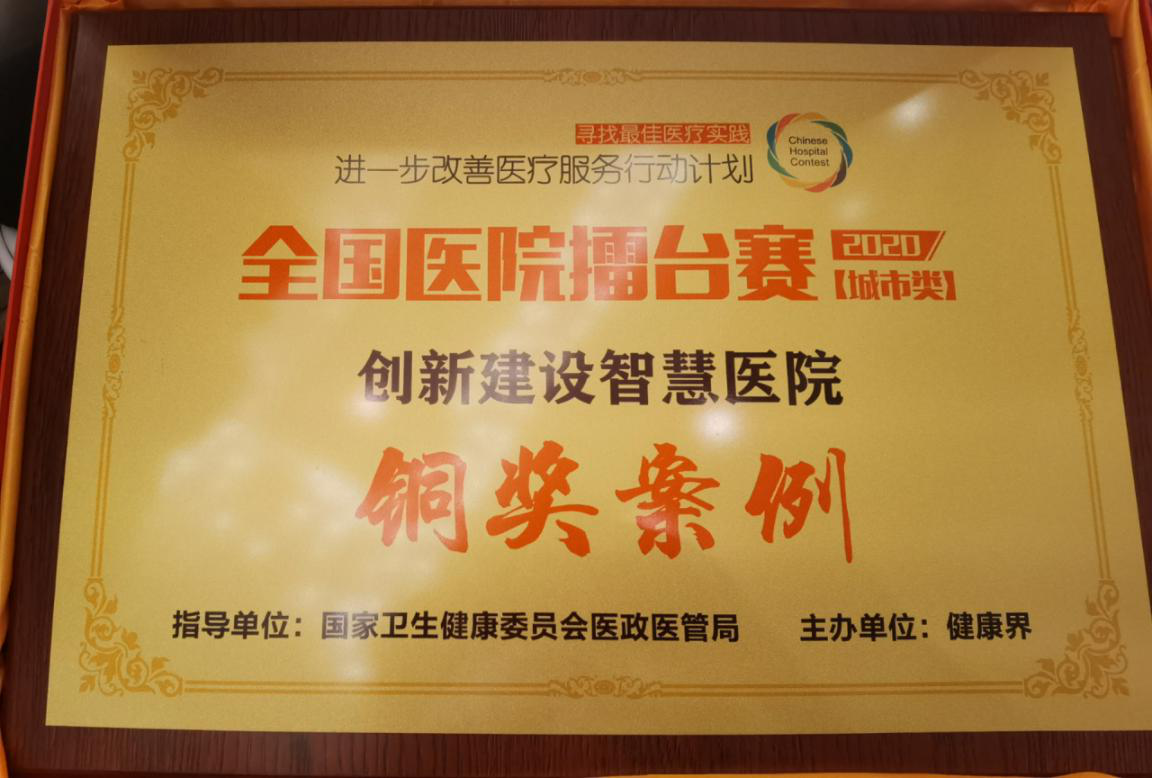 寻找最佳医疗实践
进一步改善医疗服务行动计划
Chinese
Hospital
Contest
全国医院擂台赛
2020
【城市类】
创新建设智慧医院
铜奖案例
指导单位：国家卫生健康委员会医政医管局 主办单位：健康界